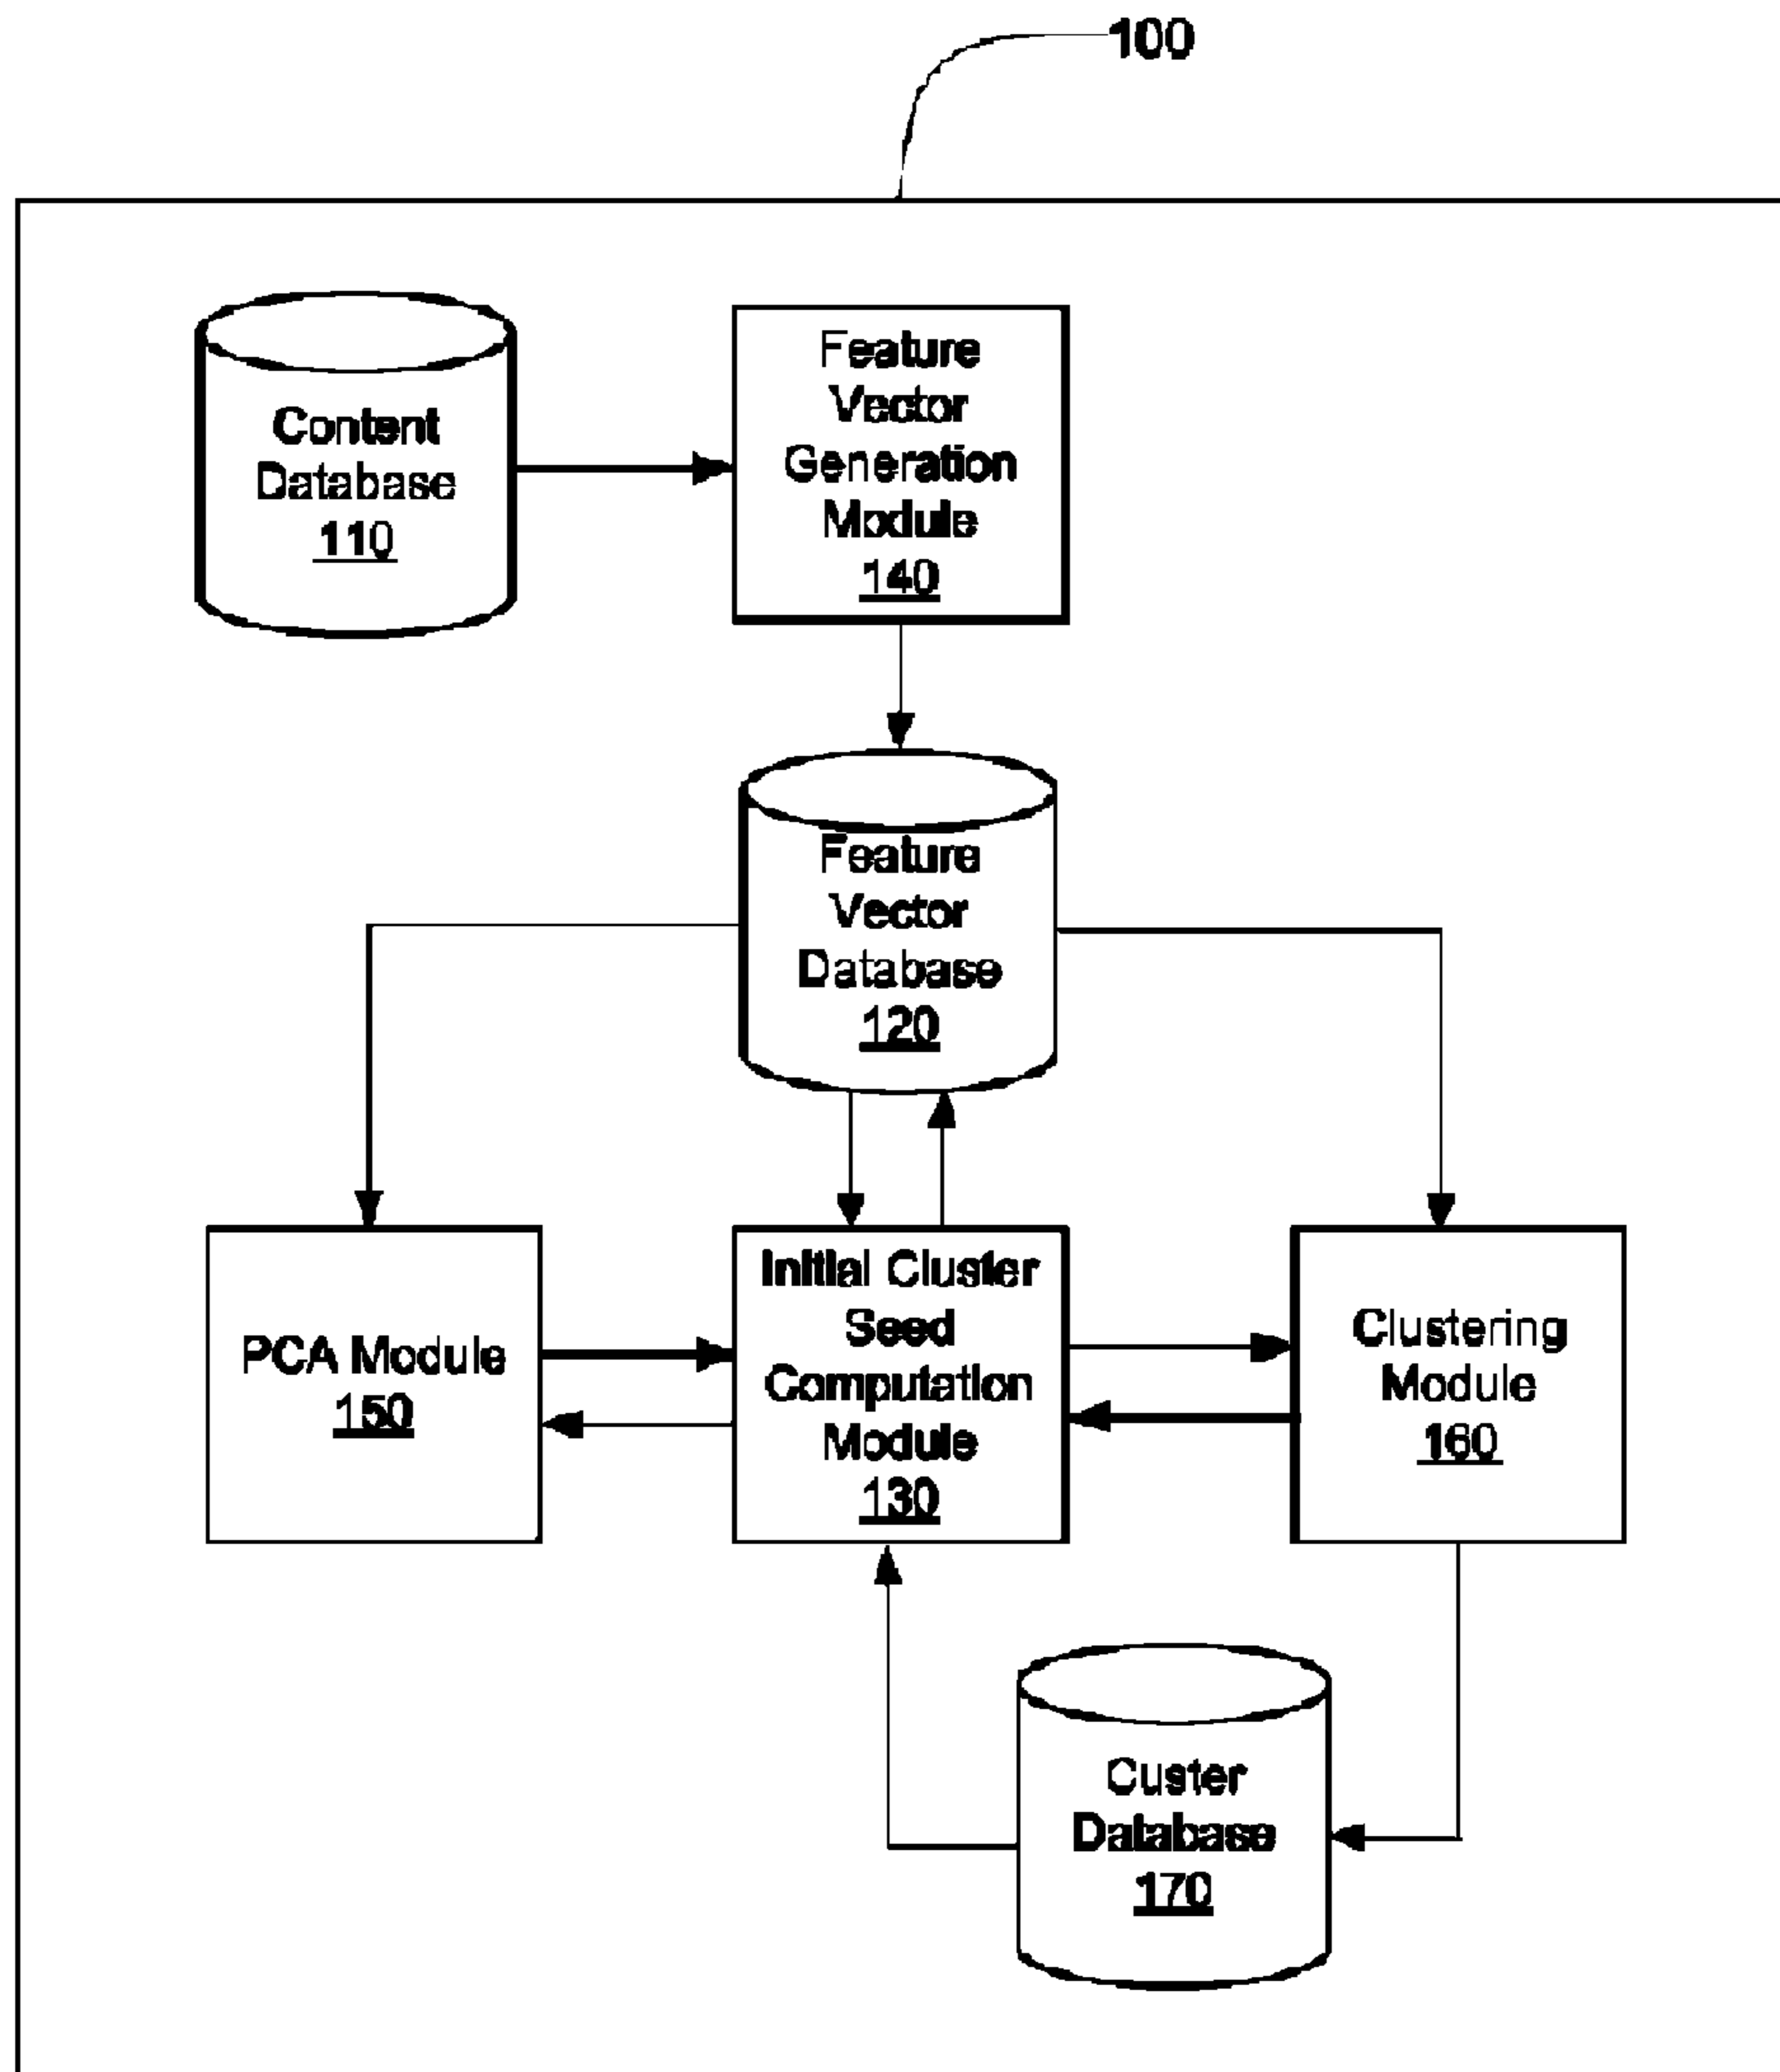 100
Content
Database
110
Feature
Vector
Generation
Module
140
Feature
Vector
Database
120
PCA Module
150
Initial Cluster
Seed
Computation
Module
130
Clustering
Module
160
Custer
Database
170